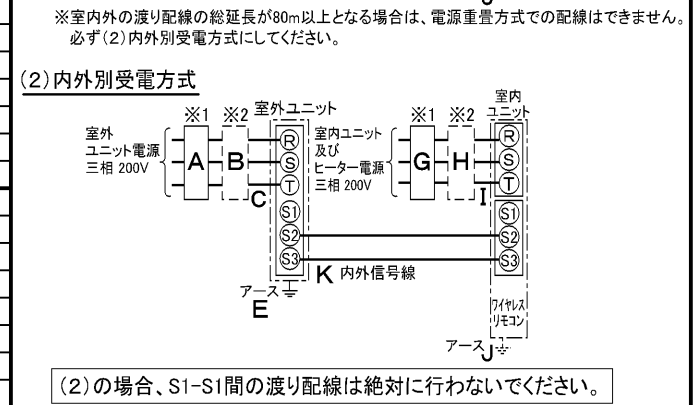 ※室内外の渡り配線の総延長が80m以上となる場合は、電源重畳方式での配線はできません。
必ず(2)内外別受電方式にしてください。
(2)内外別受電方式
※1 ※2 室外ユニット
室外
ユニット電源
三相 200V
A B
R
S
T
C
S1
S2
S3
アース
E
K 内外信号線
※1 ※2
室内
ユニット
室内ユニット
及び
ヒーター電源
三相 200V
G H
R
S
T
I
S1
S2
S3
ワイヤレス
リモコン
アース J
(2)の場合、S1-S1間の渡り配線は絶対に行わないでください。